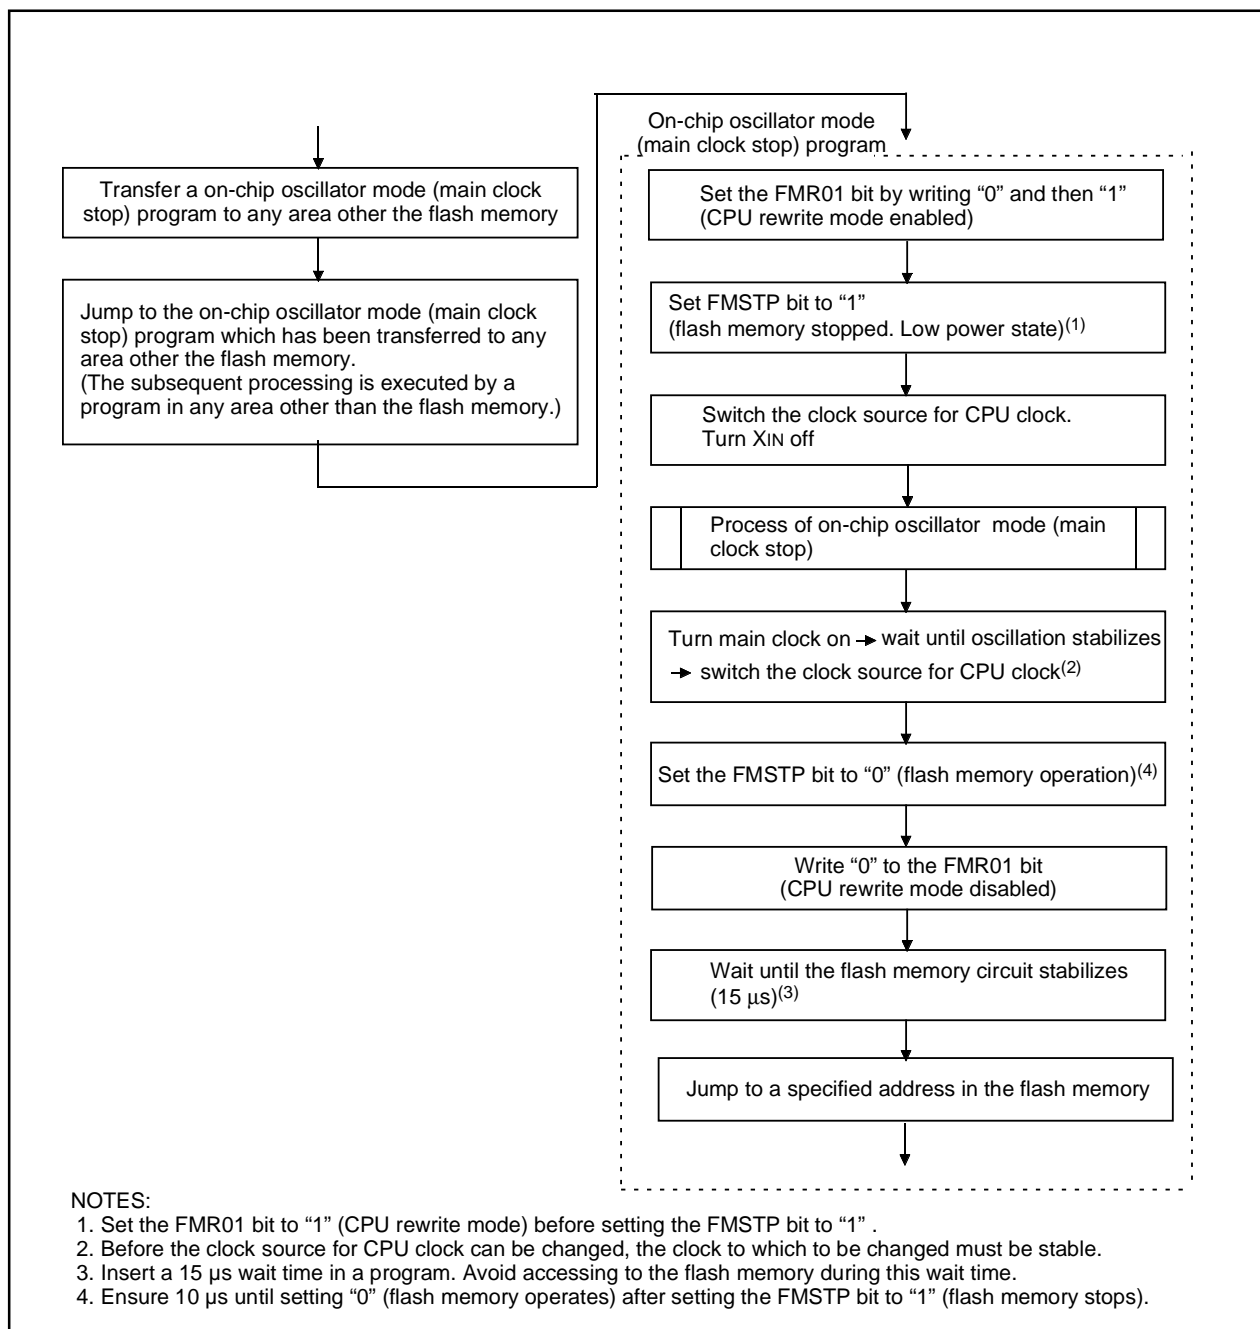 Transfer a on-chip oscillator mode (main clock
stop) program to any area other the flash memory
Jump to the on-chip oscillator mode (main clock
stop) program which has been transferred to any
area other the flash memory.
(The subsequent processing is executed by a
program in any area other than the flash memory.)
On-chip oscillator mode
(main clock stop) program
Set the FMR01 bit by writing “0” and then “1”
(CPU rewrite mode enabled)
Set FMSTP bit to “1”
(flash memory stopped. Low power state)(1)
Switch the clock source for CPU clock.
Turn XIN off
Process of on-chip oscillator mode (main
clock stop)
Turn main clock on → wait until oscillation stabilizes
→ switch the clock source for CPU clock(2)
Set the FMSTP bit to “0” (flash memory operation)(4)
Write “0” to the FMR01 bit
(CPU rewrite mode disabled)
Wait until the flash memory circuit stabilizes
(15 μs)(3)
Jump to a specified address in the flash memory
NOTES:
1. Set the FMR01 bit to “1” (CPU rewrite mode) before setting the FMSTP bit to “1” .
2. Before the clock source for CPU clock can be changed, the clock to which to be changed must be stable.
3. Insert a 15 μs wait time in a program. Avoid accessing to the flash memory during this wait time.
4. Ensure 10 μs until setting “0” (flash memory operates) after setting the FMSTP bit to “1” (flash memory stops).